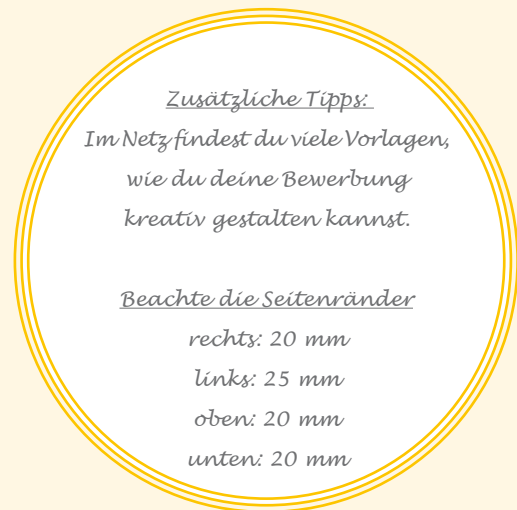 Zusätzliche Tipps:
Im Netz findest du viele Vorlagen,
wie du deine Bewerbung
kreativ gestalten kannst.
Beachte die Seitenränder
rechts: 20 mm
links: 25 mm
oben: 20 mm
unten: 20 mm